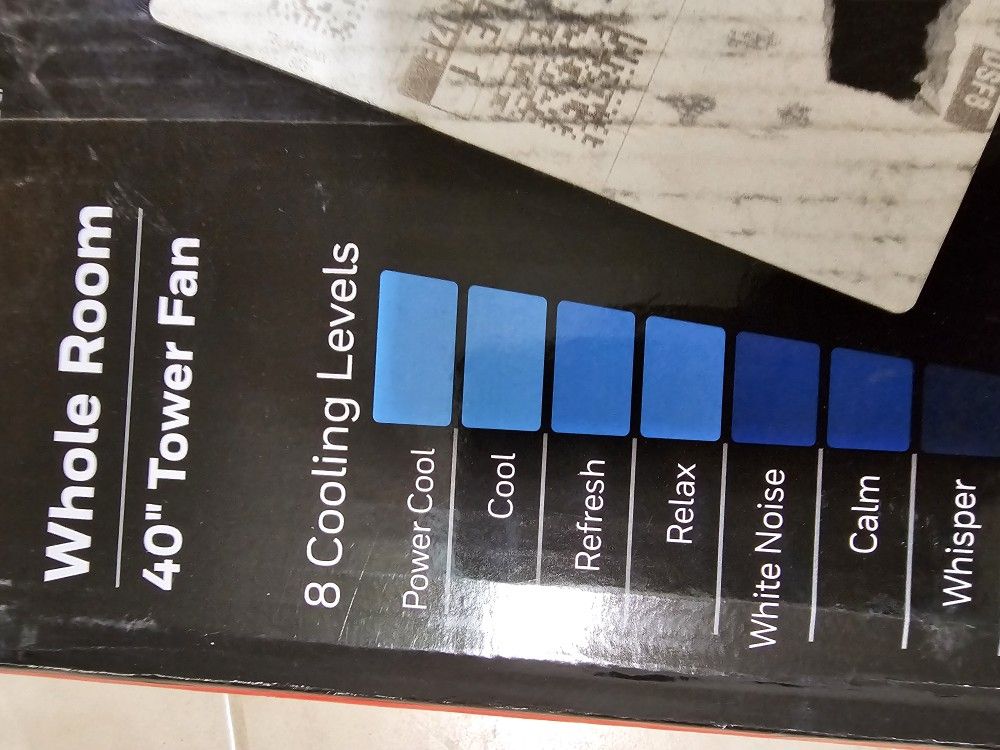 Whole Room
40" Tower Fan
8 Cooling Levels
Power Cool
Cool
Refresh
Relax
White Noise
Calm
Whisper